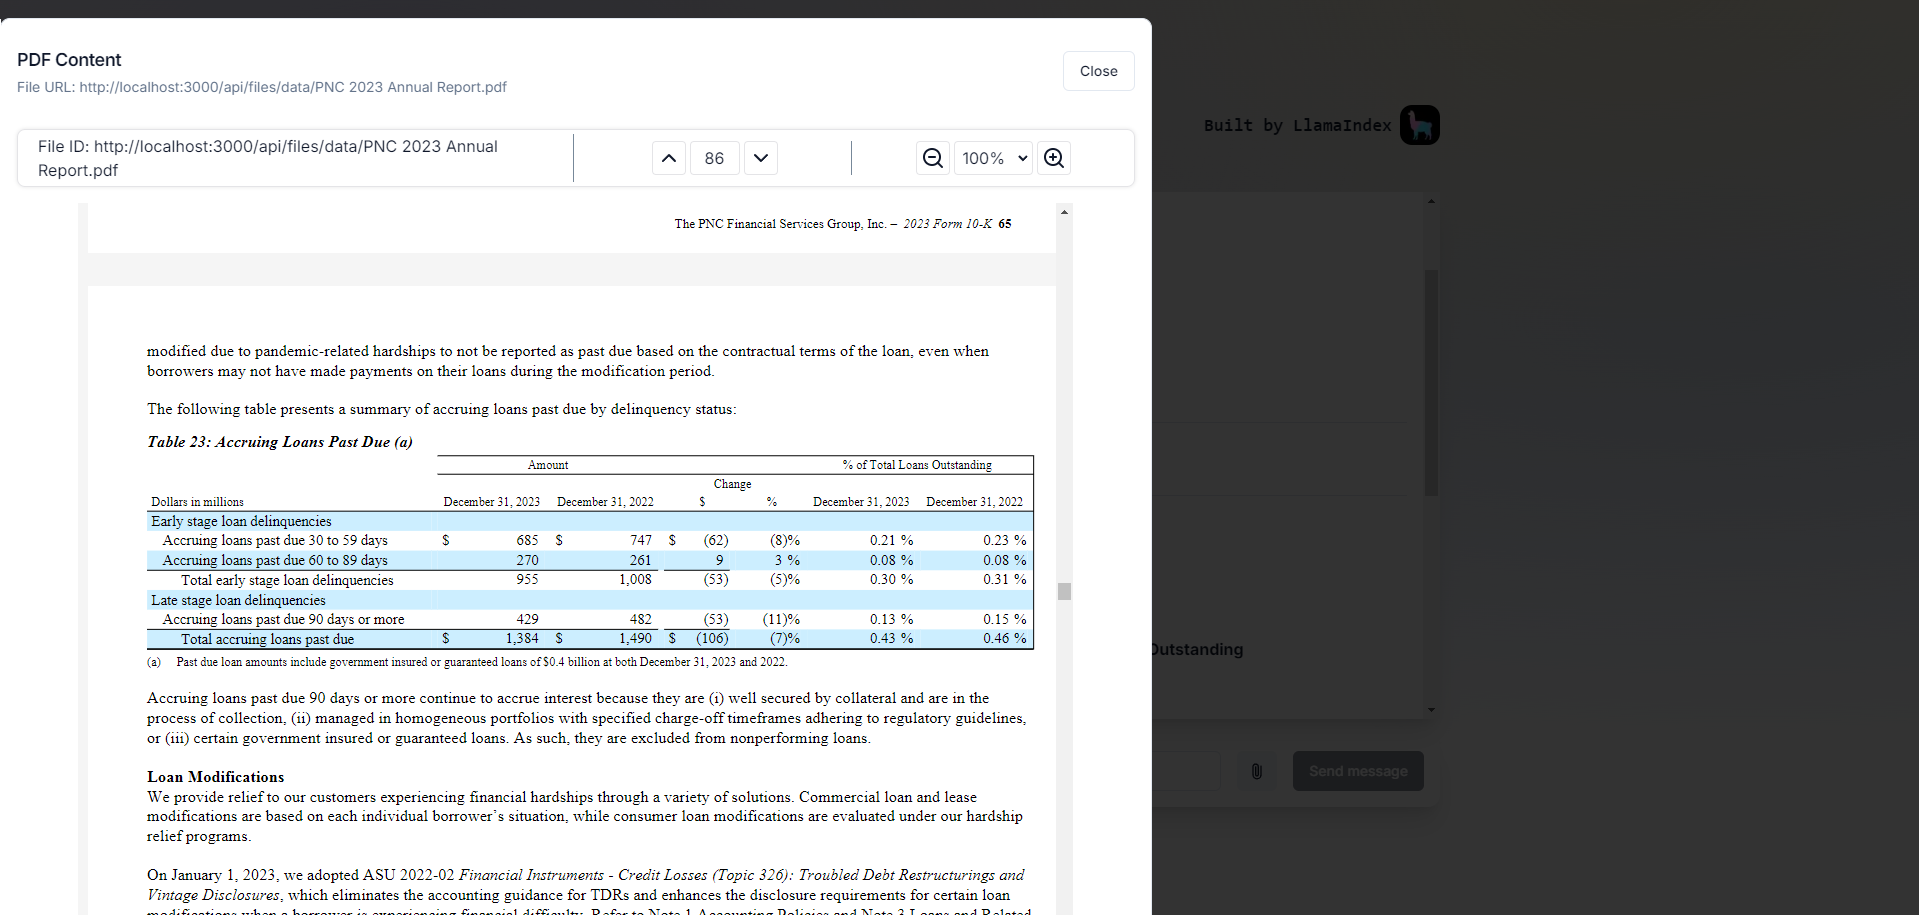 PDF Content
File URL: http://localhost:3000/api/files/data/PNC 2023 Annual Report.pdf
Close
Built by LlamaIndex
File ID: http://localhost:3000/api/files/data/PNC 2023 Annual
Report.pdf
86
100%
The PNC Financial Services Group, Inc. – 2023 Form 10-K 65
modified due to pandemic-related hardships to not be reported as past due based on the contractual terms of the loan, even when
borrowers may not have made payments on their loans during the modification period.
The following table presents a summary of accruing loans past due by delinquency status:
Table 23: Accruing Loans Past Due (a)
Amount % of Total Loans Outstanding
Change
Dollars in millions December 31, 2023 December 31, 2022 $ % December 31, 2023 December 31, 2022
Early stage loan delinquencies
Accruing loans past due 30 to 59 days $ 685 $ 747 $ (62) (8)% 0.21 % 0.23 %
Accruing loans past due 60 to 89 days 270 261 9 3 % 0.08 % 0.08 %
Total early stage loan delinquencies 955 1,008 (53) (5)% 0.30 % 0.31 %
Late stage loan delinquencies
Accruing loans past due 90 days or more 429 482 (53) (11)% 0.13 % 0.15 %
Total accruing loans past due $ 1,384 $ 1,490 $ (106) (7)% 0.43 % 0.46 %
(a) Past due loan amounts include government insured or guaranteed loans of $0.4 billion at both December 31, 2023 and 2022.
Outstanding
Accruing loans past due 90 days or more continue to accrue interest because they are (i) well secured by collateral and are in the
process of collection, (ii) managed in homogeneous portfolios with specified charge-off timeframes adhering to regulatory guidelines,
or (iii) certain government insured or guaranteed loans. As such, they are excluded from nonperforming loans.
Send message
Loan Modifications
We provide relief to our customers experiencing financial hardships through a variety of solutions. Commercial loan and lease
modifications are based on each individual borrower's situation, while consumer loan modifications are evaluated under our hardship
relief programs.
On January 1, 2023, we adopted ASU 2022-02 Financial Instruments - Credit Losses (Topic 326): Troubled Debt Restructurings and
Vintage Disclosures, which eliminates the accounting guidance for TDRs and enhances the disclosure requirements for certain loan
modifications when a borrower is experiencing financial difficulty. Refer to Note 1 Accounting Policies and Note 3 Loans and Related